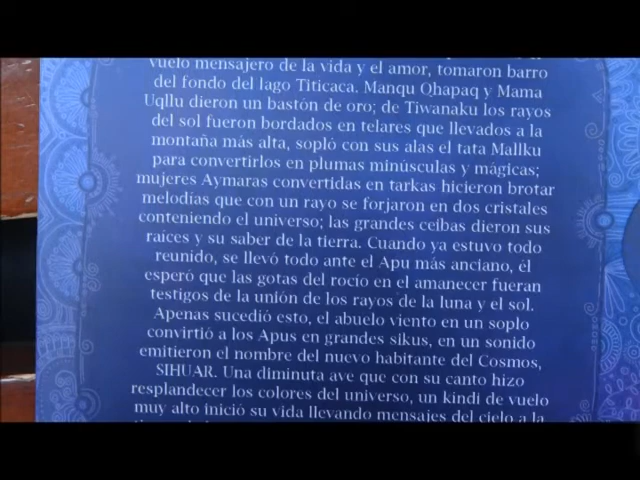 vuelo mensajero de la vida y el amor, tomaron barro
del fondo del lago Titicaca. Manqu Qhapaq y Mama
Uqllu dieron un bastón de oro; de Tiwanaku los rayos
del sol fueron bordados en telares que llevados a la
montaña más alta, sopló con sus alas el tata Mallku
para convertirlos en plumas minúsculas y mágicas;
mujeres Aymaras convertidas en tarkas hicieron brotar
melodías que con un rayo se forjaron en dos cristales
conteniendo el universo; las grandes ceibas dieron sus
raíces y su saber de la tierra. Cuando ya estuvo todo
reunido, se llevó todo ante el Apu más anciano, él
esperó que las gotas del rocío en el amanecer fueran
testigos de la unión de los rayos de la luna y el sol.
Apenas sucedió esto, el abuelo viento en un soplo
convirtió a los Apus en grandes sikus, en un sonido
emitieron el nombre del nuevo habitante del Cosmos,
SIHUAR. Una diminuta ave que con su canto hizo
resplandecer los colores del universo, un kindi de vuelo
muy alto inició su vida llevando mensajes del cielo a la